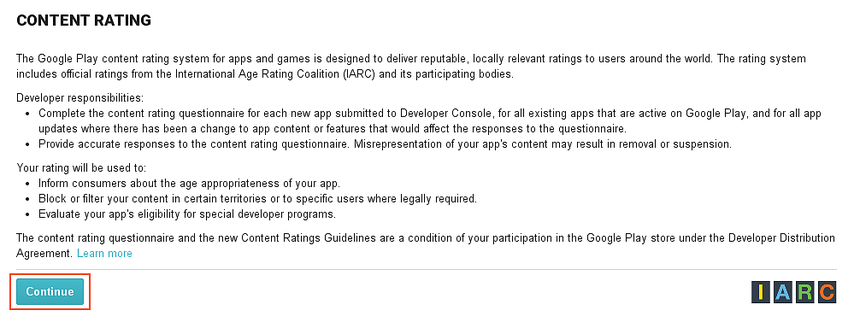 CONTENT RATING
The Google Play content rating system for apps and games is designed to deliver reputable, locally relevant ratings to users around the world. The rating system
includes official ratings from the International Age Rating Coalition (IARC) and its participating bodies.
Developer responsibilities:
• Complete the content rating questionnaire for each new app submitted to Developer Console, for all existing apps that are active on Google Play, and for all app
updates where there has been a change to app content or features that would affect the responses to the questionnaire.
• Provide accurate responses to the content rating questionnaire. Misrepresentation of your app's content may result in removal or suspension.
Your rating will be used to:
• Inform consumers about the age appropriateness of your app.
• Block or filter your content in certain territories or to specific users where legally required.
• Evaluate your app's eligibility for special developer programs.
The content rating questionnaire and the new Content Ratings Guidelines are a condition of your participation in the Google Play store under the Developer Distribution
Agreement. Learn more
Continue
IARC